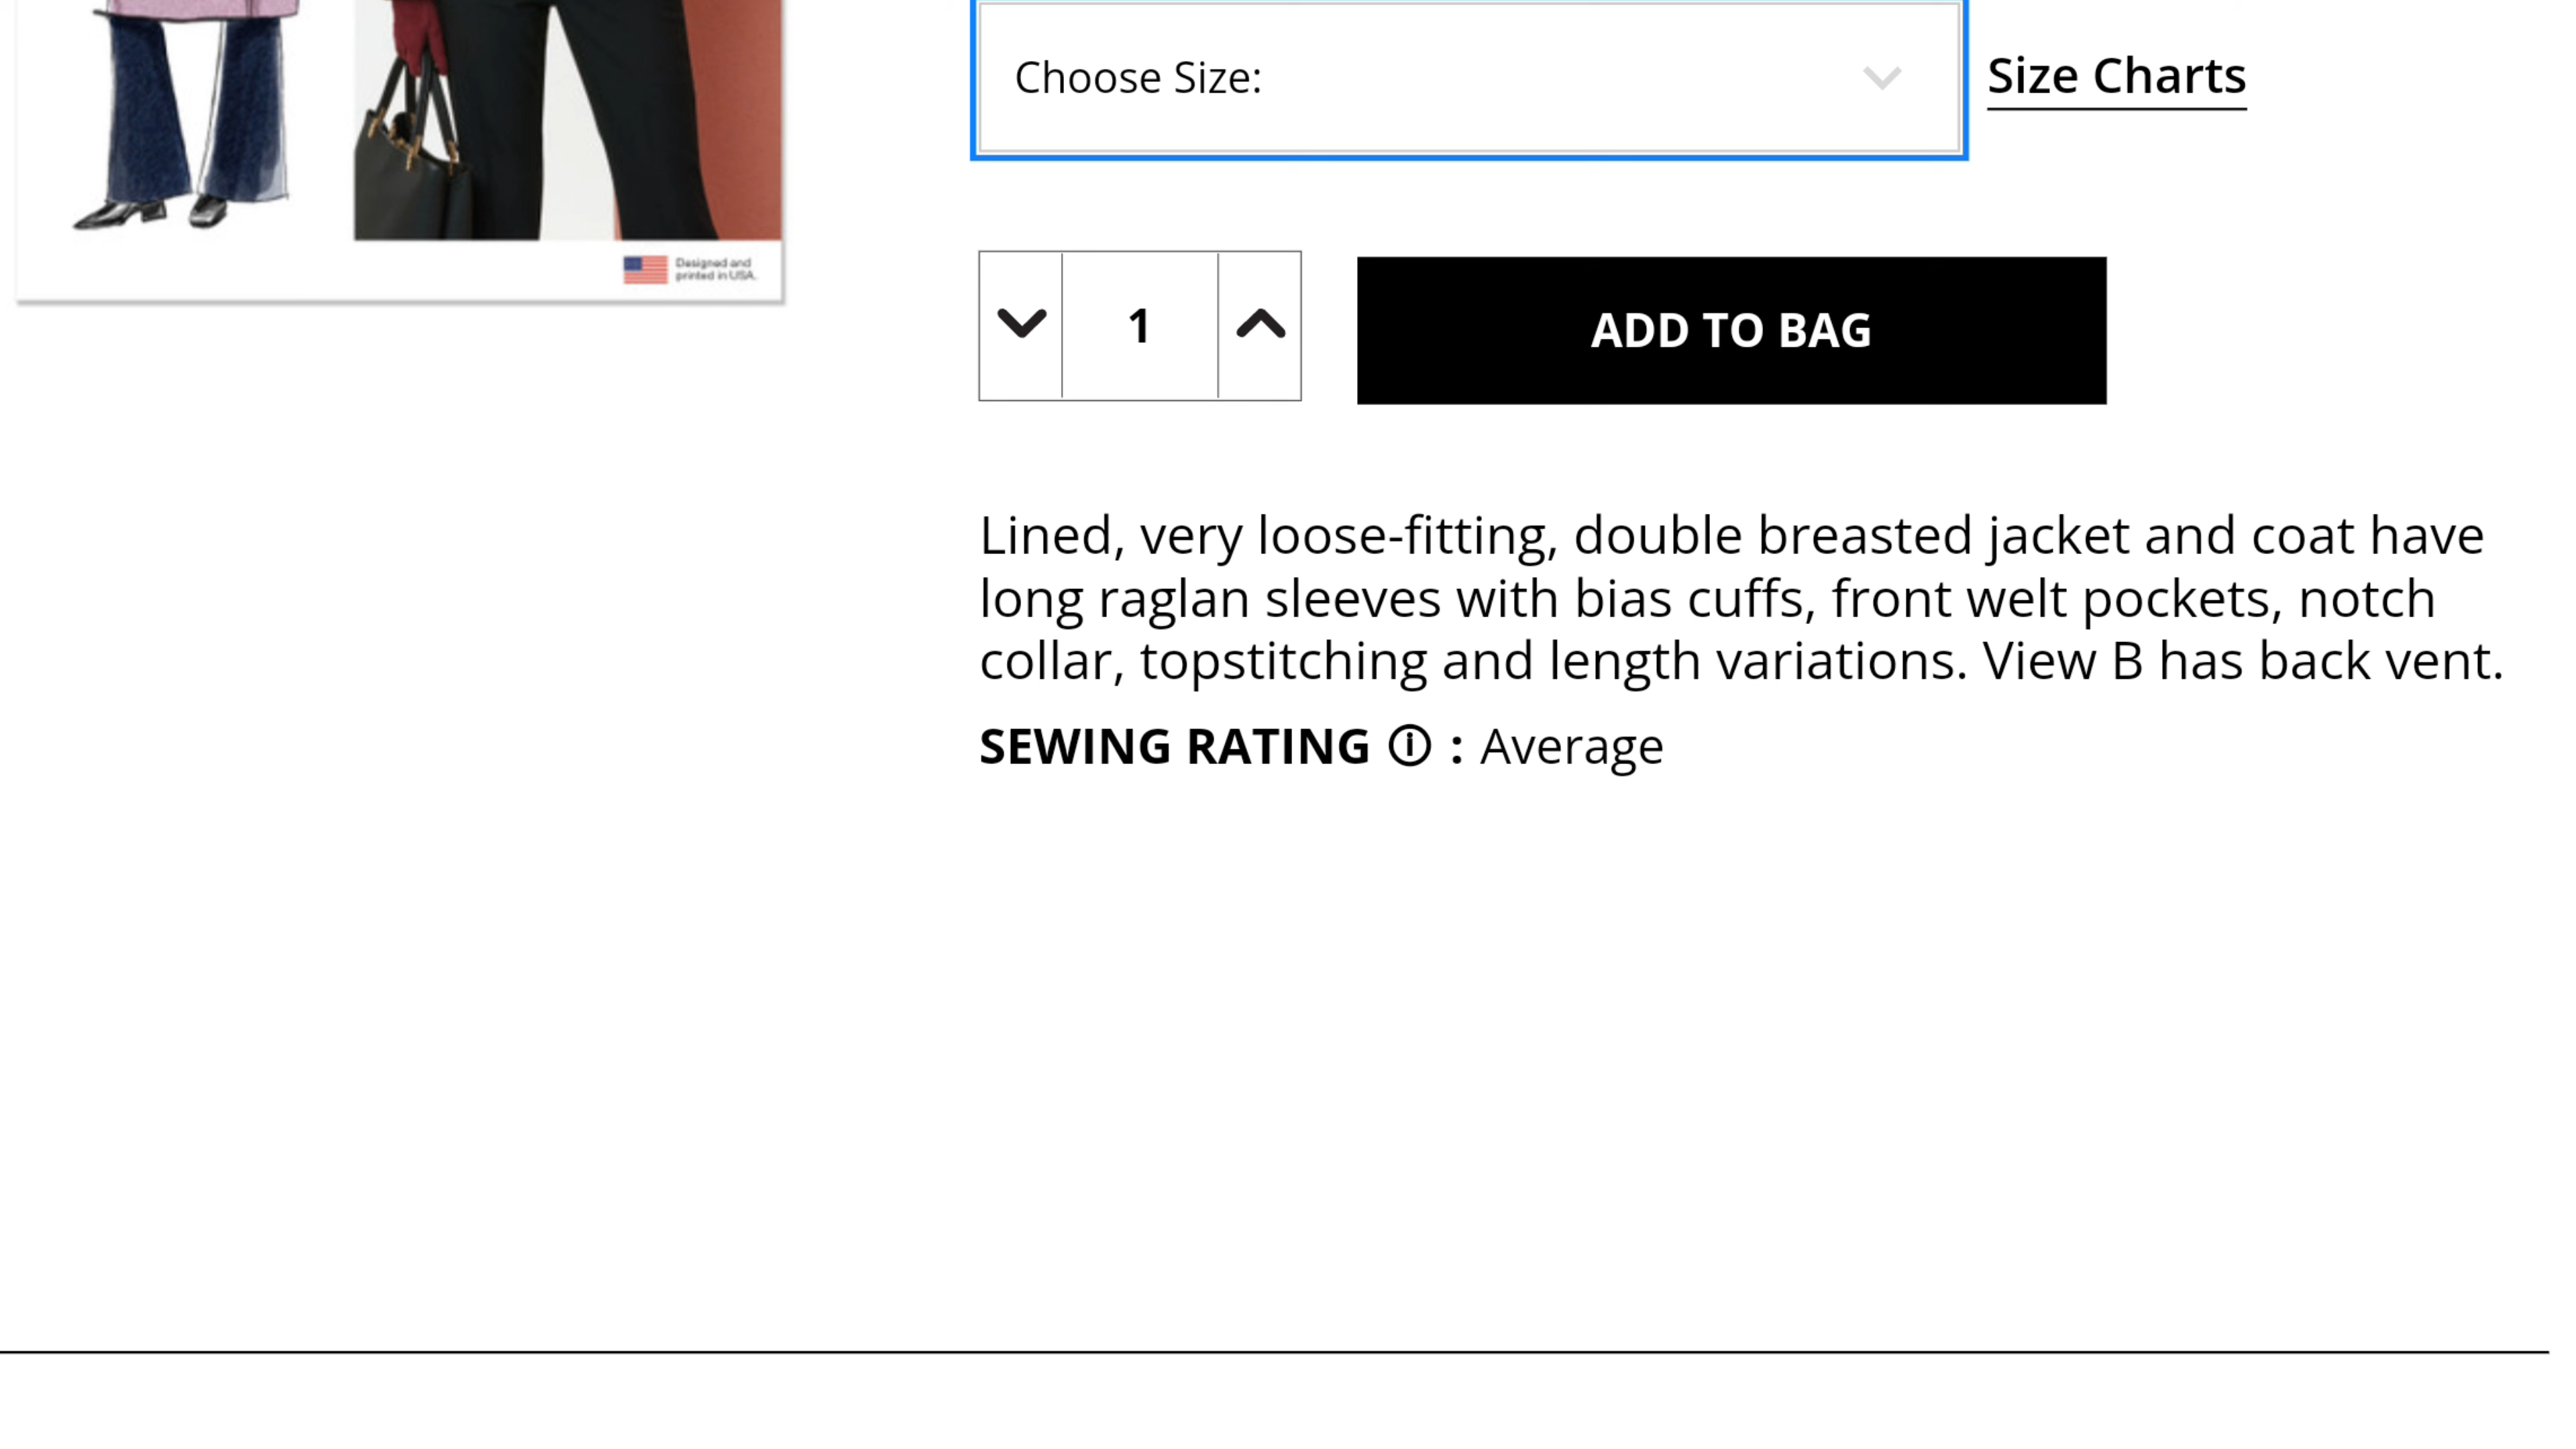 Choose Size:
Size Charts
Designed and
printed in USA.
1
ADD TO BAG
Lined, very loose-fitting, double breasted jacket and coat have
long raglan sleeves with bias cuffs, front welt pockets, notch
collar, topstitching and length variations. View B has back vent.
SEWING RATING ⓘ : Average